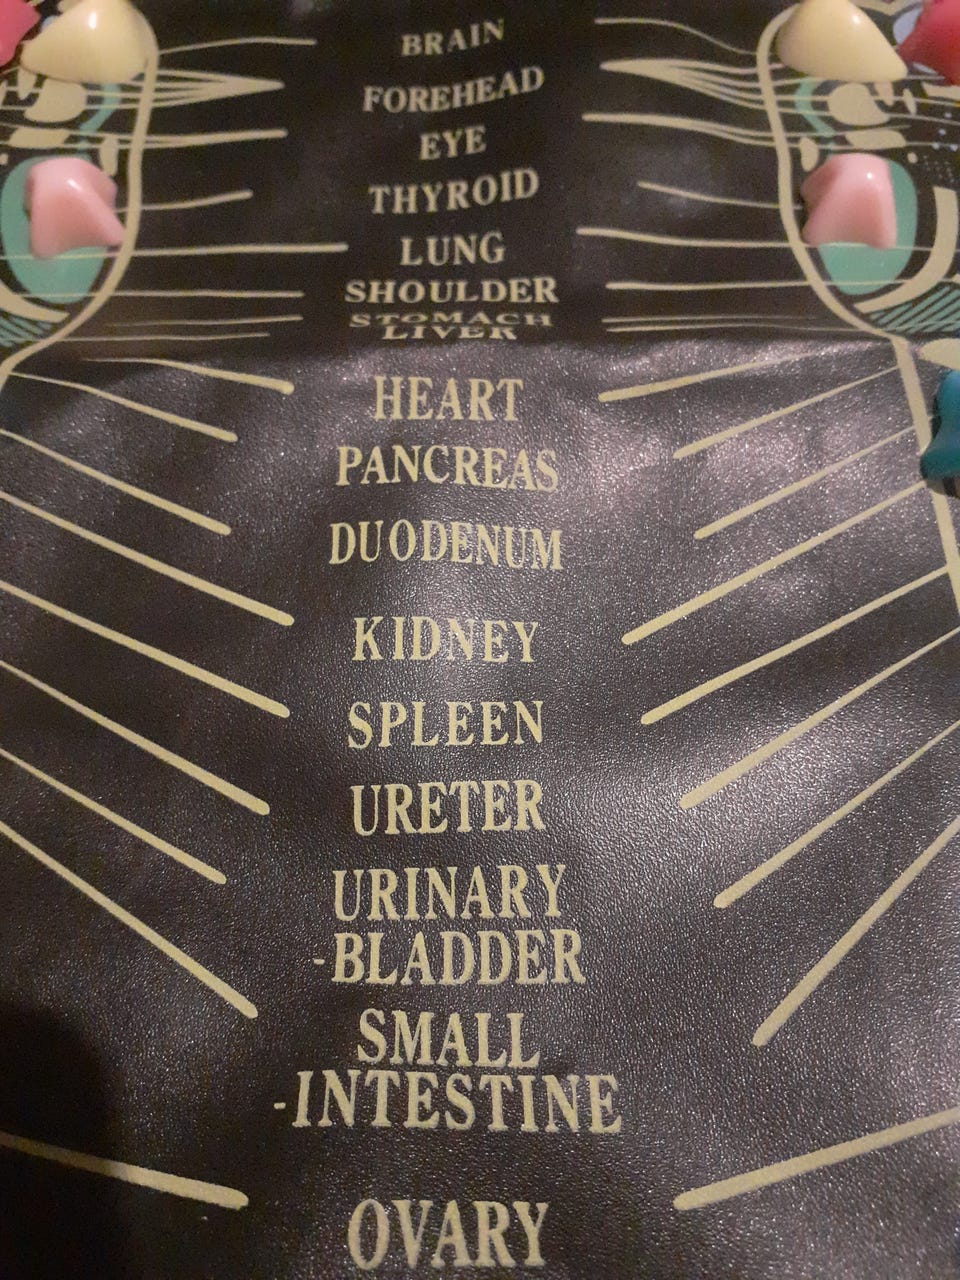 BRAIN
FOREHEAD
EYE
THYROID
LUNG
SHOULDER
STOMACH
LIVER
HEART
PANCREAS
DUODENUM
KIDNEY
SPLEEN
URETER
URINARY
-BLADDER
SMALL
-INTESTINE
OVARY